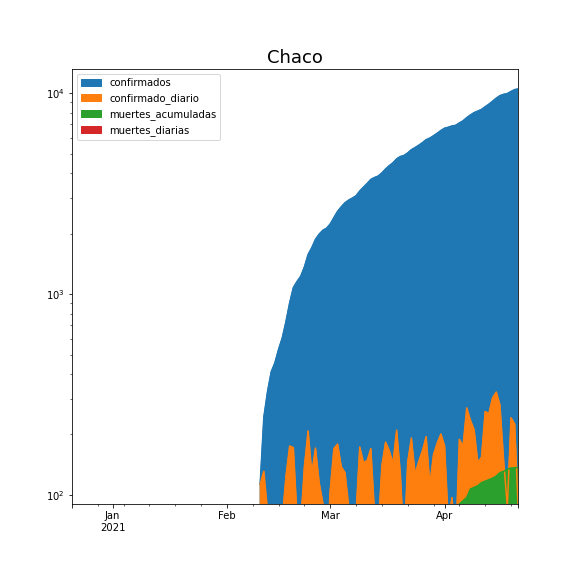 Chaco
confirmados
confirmado_diario
muertes_acumuladas
muertes_diarias
10⁴
10³
10²
Jan
2021
Feb
Mar
Apr